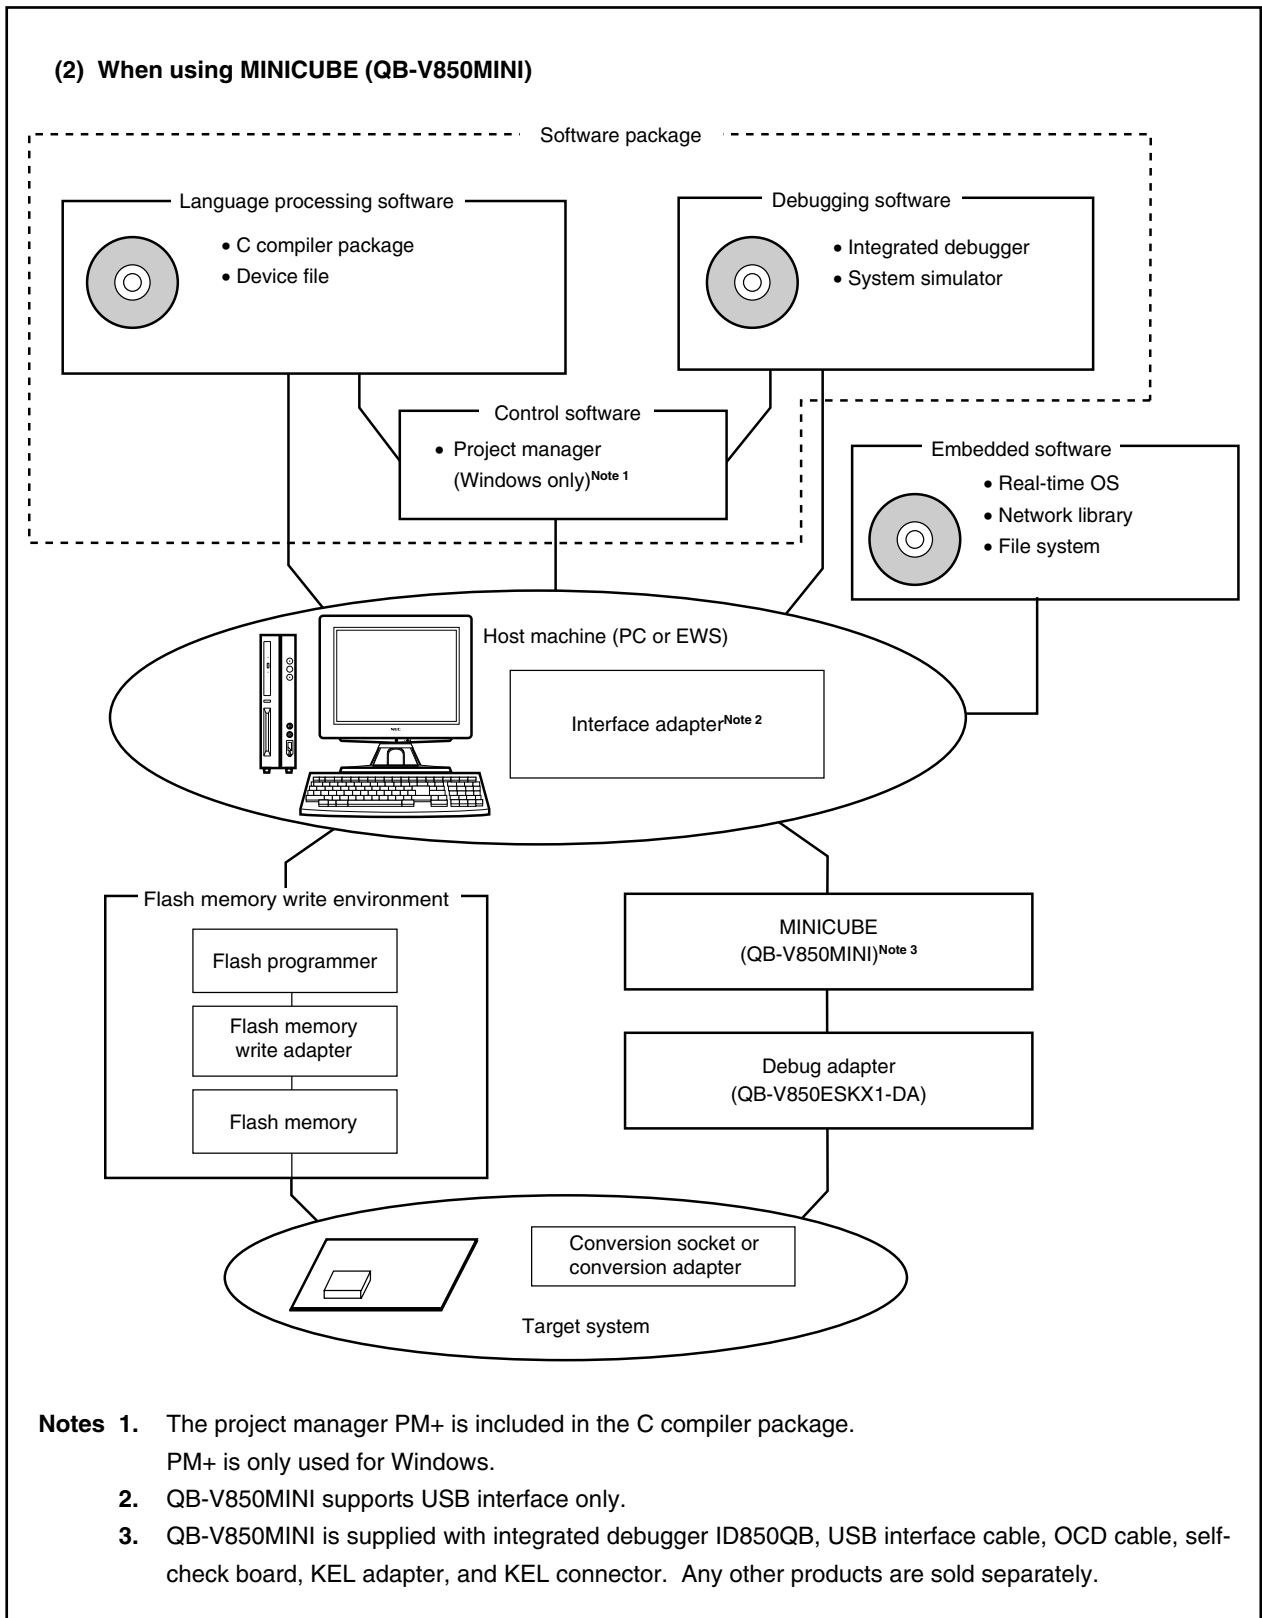 (2) When using MINICUBE (QB-V850MINI)
Software package
Language processing software
• C compiler package
• Device file
Debugging software
• Integrated debugger
• System simulator
Control software
• Project manager
(Windows only)Note 1
Embedded software
• Real-time OS
• Network library
• File system
Host machine (PC or EWS)
Interface adapterNote 2
NEC
Flash memory write environment
Flash programmer
Flash memory
write adapter
Flash memory
MINICUBE
(QB-V850MINI)Note 3
Debug adapter
(QB-V850ESKX1-DA)
Conversion socket or
conversion adapter
Target system
Notes 1. The project manager PM+ is included in the C compiler package.
PM+ is only used for Windows.
2. QB-V850MINI supports USB interface only.
3. QB-V850MINI is supplied with integrated debugger ID850QB, USB interface cable, OCD cable, self-
check board, KEL adapter, and KEL connector. Any other products are sold separately.